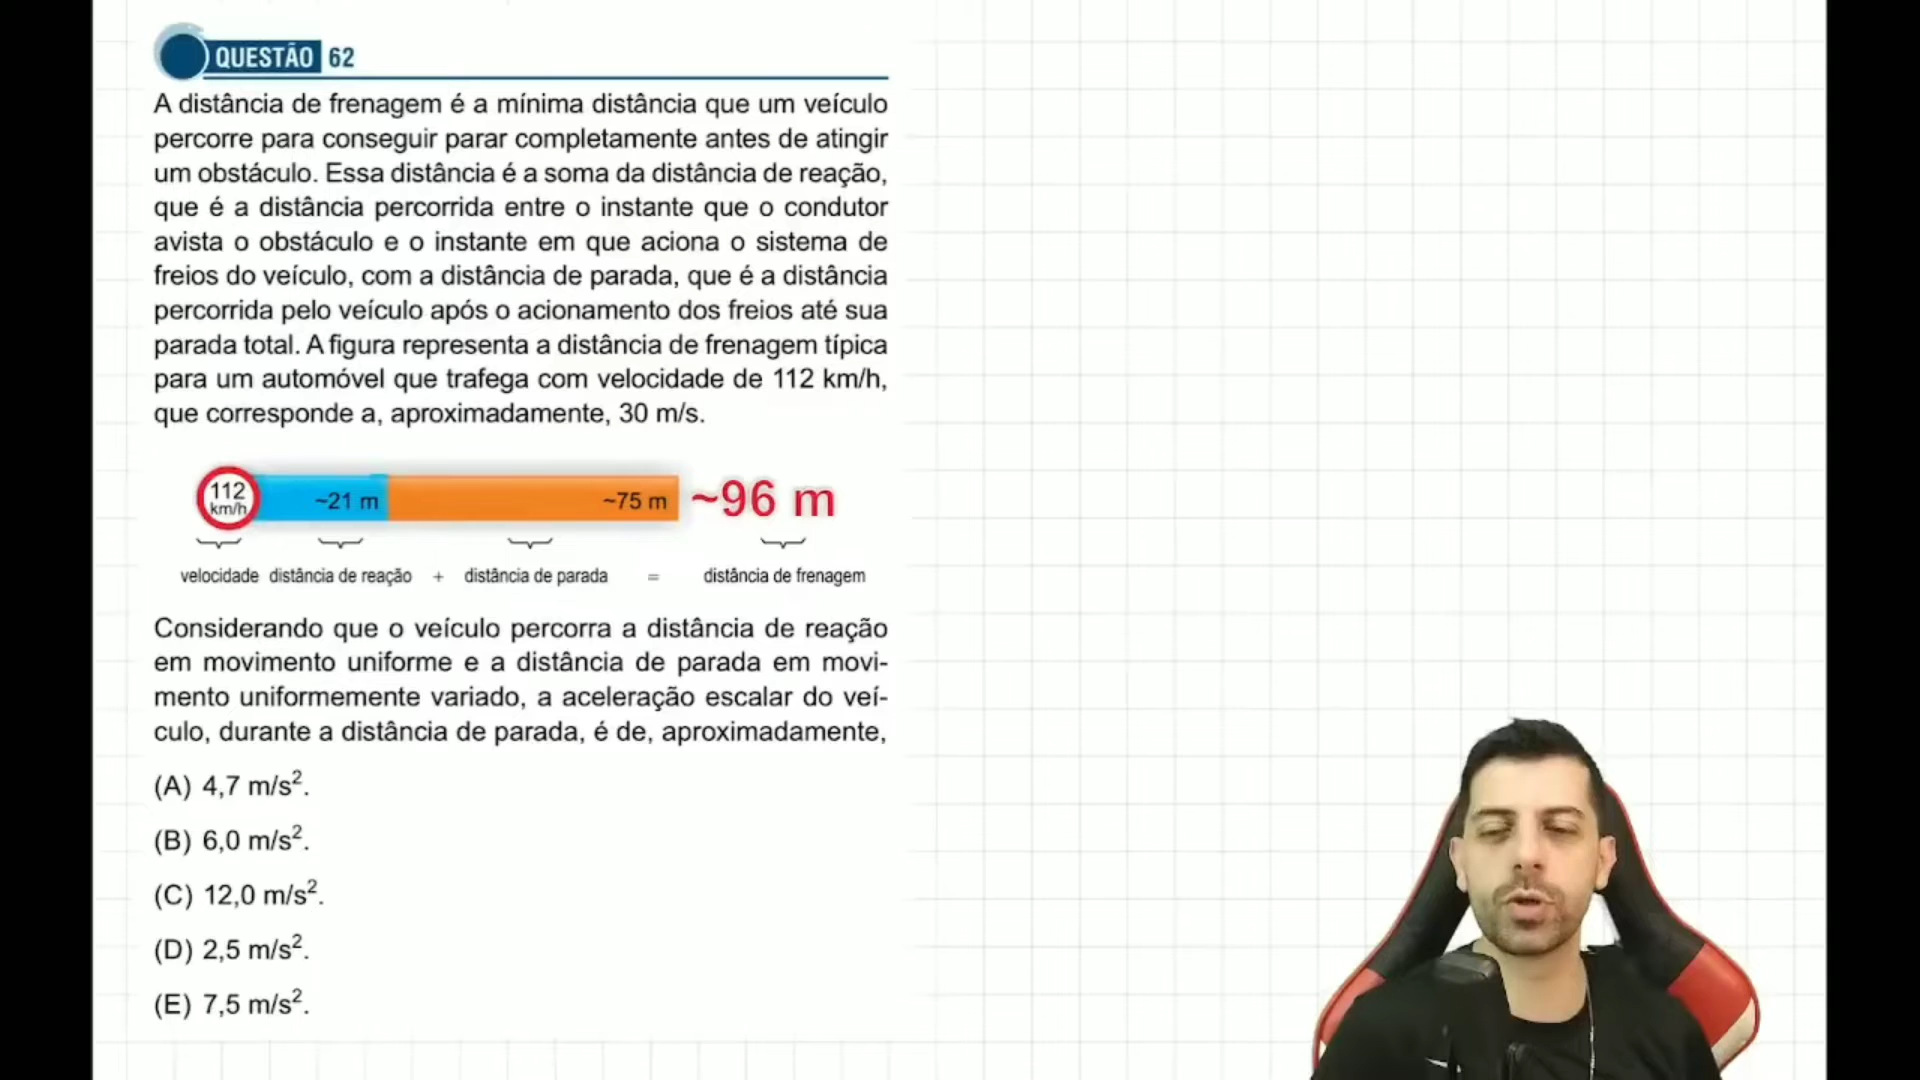 QUESTÃO 62
A distância de frenagem é a mínima distância que um veículo
percorre para conseguir parar completamente antes de atingir
um obstáculo. Essa distância é a soma da distância de reação,
que é a distância percorrida entre o instante que o condutor
avista o obstáculo e o instante em que aciona o sistema de
freios do veículo, com a distância de parada, que é a distância
percorrida pelo veículo após o acionamento dos freios até sua
parada total. A figura representa a distância de frenagem típica
para um automóvel que trafega com velocidade de 112 km/h,
que corresponde a, aproximadamente, 30 m/s.
112
km/h
~21 m
~75 m
~96 m
velocidade distância de reação + distância de parada = distância de frenagem
Considerando que o veículo percorra a distância de reação
em movimento uniforme e a distância de parada em movi-
mento uniformemente variado, a aceleração escalar do veí-
culo, durante a distância de parada, é de, aproximadamente,
(A) 4,7 m/s².
(B) 6,0 m/s².
(C) 12,0 m/s².
(D) 2,5 m/s².
(E) 7,5 m/s².